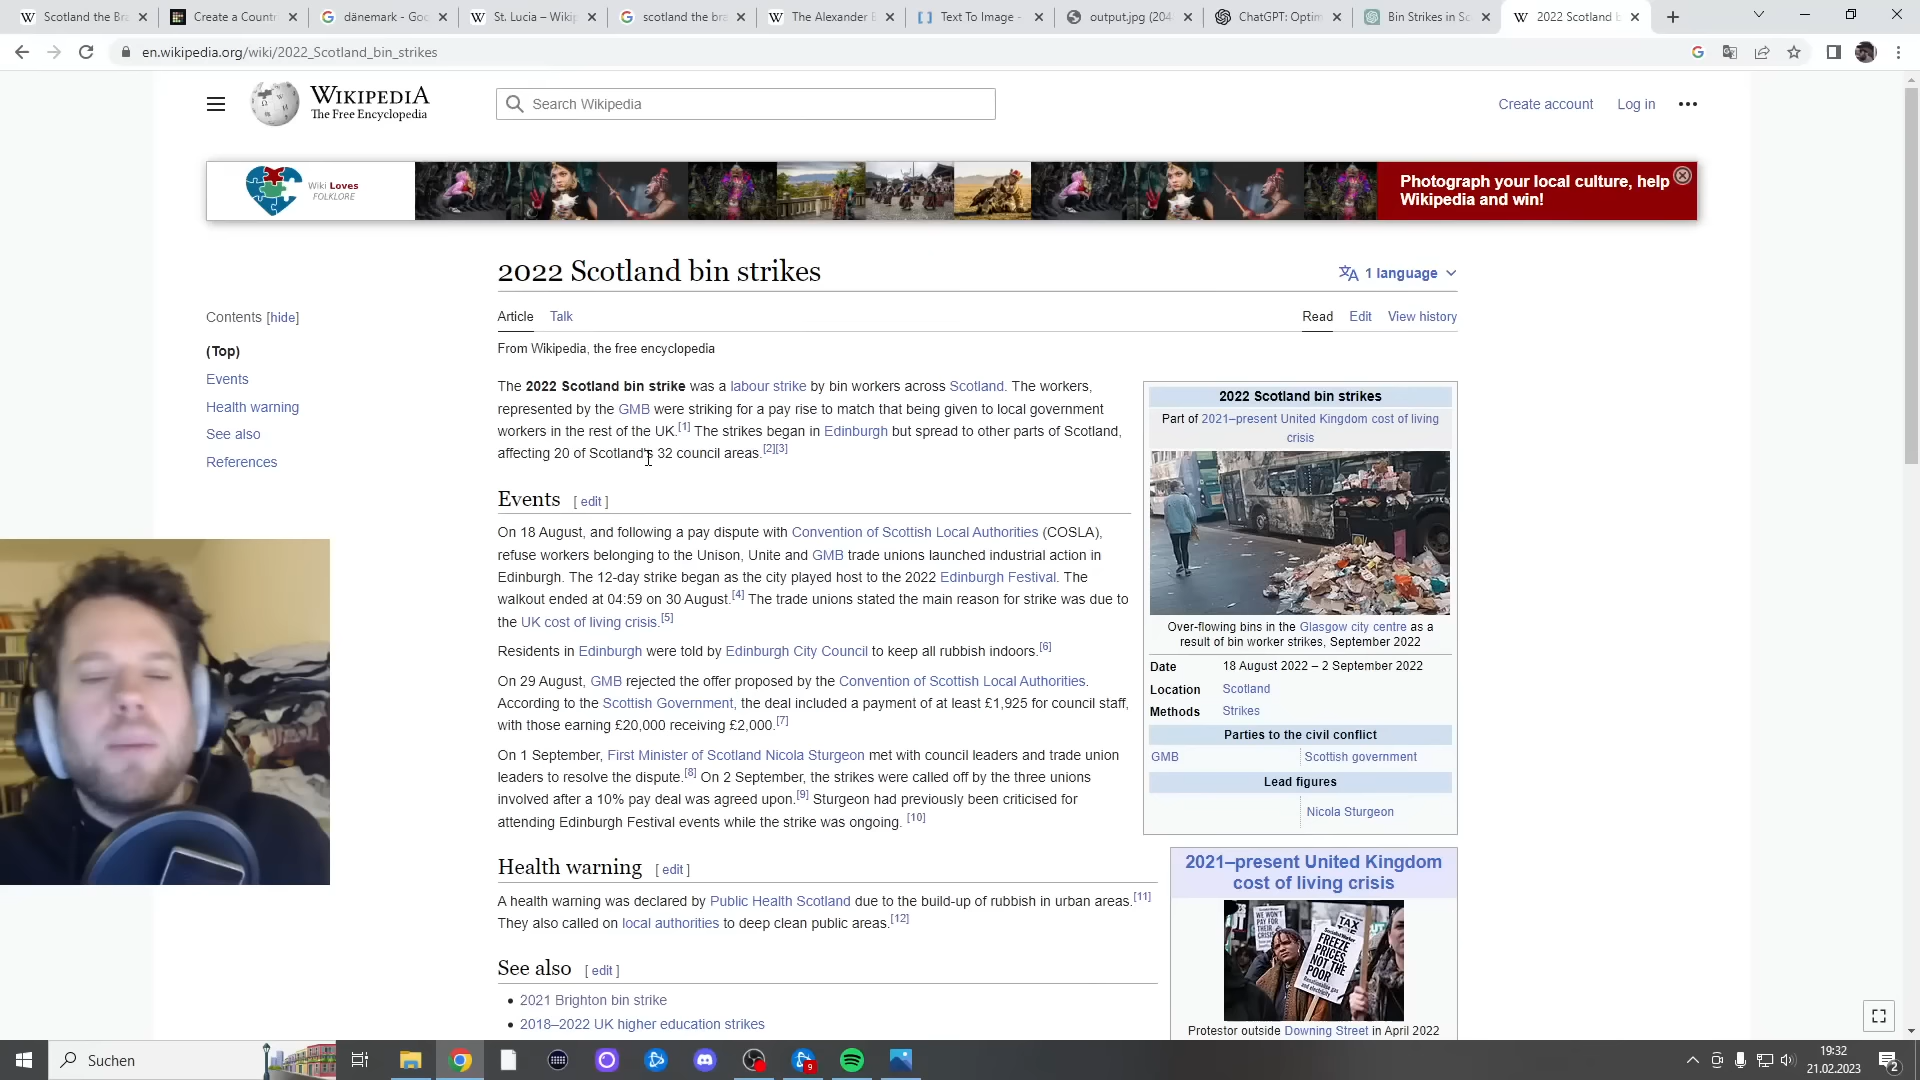 Scotland the Bra
Create a Countr
dänemark - Goo
St. Lucia – Wikip
scotland the bra
The Alexander E
Text To Image -
output.jpg (204
ChatGPT: Optim
Bin Strikes in Sc
2022 Scotland b
en.wikipedia.org/wiki/2022_Scotland_bin_strikes
WIKIPEDIA
The Free Encyclopedia
Search Wikipedia
Create account
Log in
Wiki Loves
FOLKLORE
Photograph your local culture, help
Wikipedia and win!
2022 Scotland bin strikes
1 language
Contents [hide]
(Top)
Events
Health warning
See also
References
Article Talk
Read Edit View history
From Wikipedia, the free encyclopedia
The 2022 Scotland bin strike was a labour strike by bin workers across Scotland. The workers,
represented by the GMB were striking for a pay rise to match that being given to local government
workers in the rest of the UK.[1] The strikes began in Edinburgh but spread to other parts of Scotland,
affecting 20 of Scotland's 32 council areas.[2][3]
Events [ edit ]
On 18 August, and following a pay dispute with Convention of Scottish Local Authorities (COSLA),
refuse workers belonging to the Unison, Unite and GMB trade unions launched industrial action in
Edinburgh. The 12-day strike began as the city played host to the 2022 Edinburgh Festival. The
walkout ended at 04:59 on 30 August.[4] The trade unions stated the main reason for strike was due to
the UK cost of living crisis.[5]
Residents in Edinburgh were told by Edinburgh City Council to keep all rubbish indoors.[6]
On 29 August, GMB rejected the offer proposed by the Convention of Scottish Local Authorities.
According to the Scottish Government, the deal included a payment of at least £1,925 for council staff,
with those earning £20,000 receiving £2,000.[7]
On 1 September, First Minister of Scotland Nicola Sturgeon met with council leaders and trade union
leaders to resolve the dispute.[8] On 2 September, the strikes were called off by the three unions
involved after a 10% pay deal was agreed upon.[9] Sturgeon had previously been criticised for
attending Edinburgh Festival events while the strike was ongoing. [10]
Health warning [ edit ]
A health warning was declared by Public Health Scotland due to the build-up of rubbish in urban areas.[11]
They also called on local authorities to deep clean public areas.[12]
See also [ edit ]
• 2021 Brighton bin strike
• 2018–2022 UK higher education strikes
2022 Scotland bin strikes
Part of 2021–present United Kingdom cost of living
crisis
Over-flowing bins in the Glasgow city centre as a
result of bin worker strikes, September 2022
Date 18 August 2022 – 2 September 2022
Location Scotland
Methods Strikes
Parties to the civil conflict
GMB Scottish government
Lead figures
Nicola Sturgeon
2021–present United Kingdom
cost of living crisis
WE WON'T
PAY FOR
THEIR
CRISIS
TAX
Socialist Worker
FREEZE
PRICES,
NOT THE
POOR
Protestor outside Downing Street in April 2022
Suchen
9
19:32
21.02.2023
2